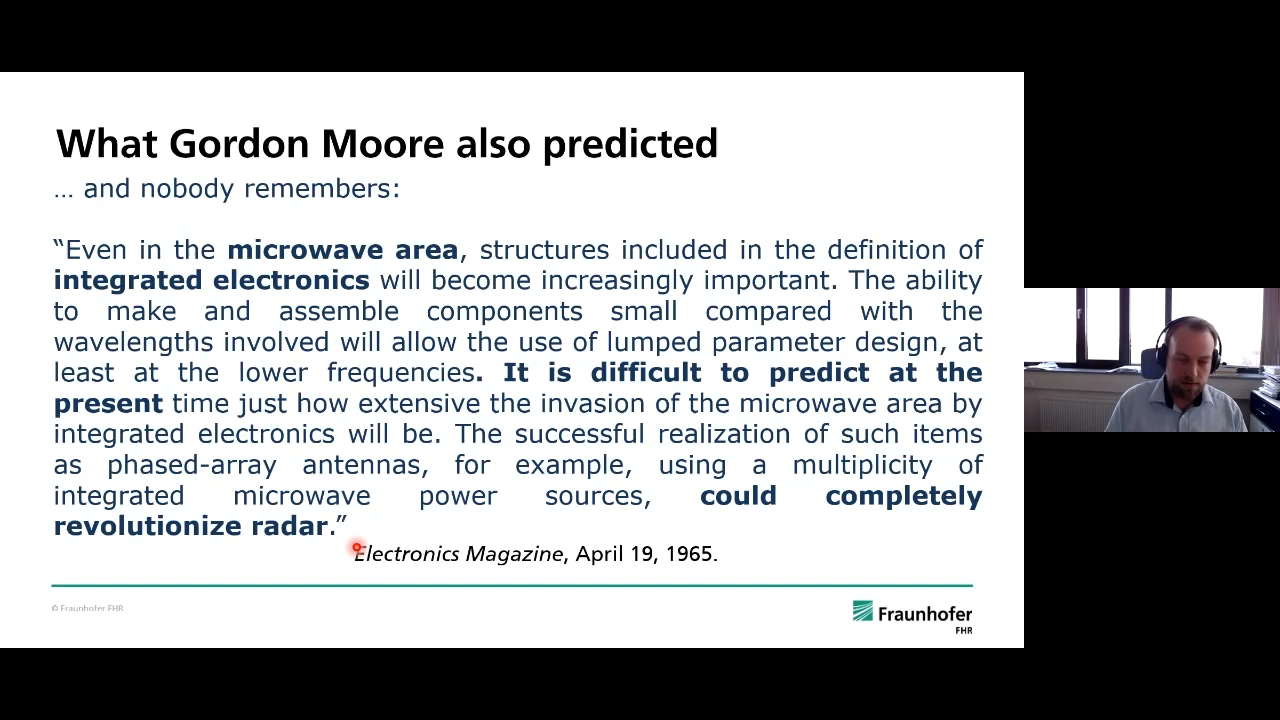 What Gordon Moore also predicted
… and nobody remembers:
“Even in the microwave area, structures included in the definition of
integrated electronics will become increasingly important. The ability
to make and assemble components small compared with the
wavelengths involved will allow the use of lumped parameter design, at
least at the lower frequencies. It is difficult to predict at the
present time just how extensive the invasion of the microwave area by
integrated electronics will be. The successful realization of such items
as phased-array antennas, for example, using a multiplicity of
integrated microwave power sources, could completely
revolutionize radar.”
Electronics Magazine, April 19, 1965.
© Fraunhofer FHR
Fraunhofer
FHR